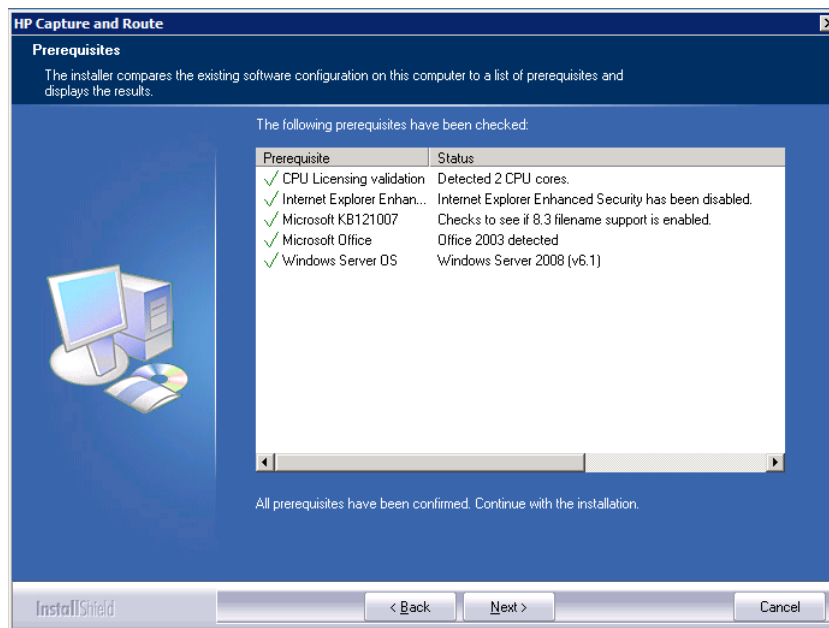 HP Capture and Route
Prerequisites
The installer compares the existing software configuration on this computer to a list of prerequisites and
displays the results.
The following prerequisites have been checked:
Prerequisite Status
CPU Licensing validation Detected 2 CPU cores.
Internet Explorer Enhan... Internet Explorer Enhanced Security has been disabled.
Microsoft KB121007 Checks to see if 8.3 filename support is enabled.
Microsoft Office Office 2003 detected
Windows Server OS Windows Server 2008 (v6.1)
All prerequisites have been confirmed. Continue with the installation.
InstallShield < Back Next > Cancel